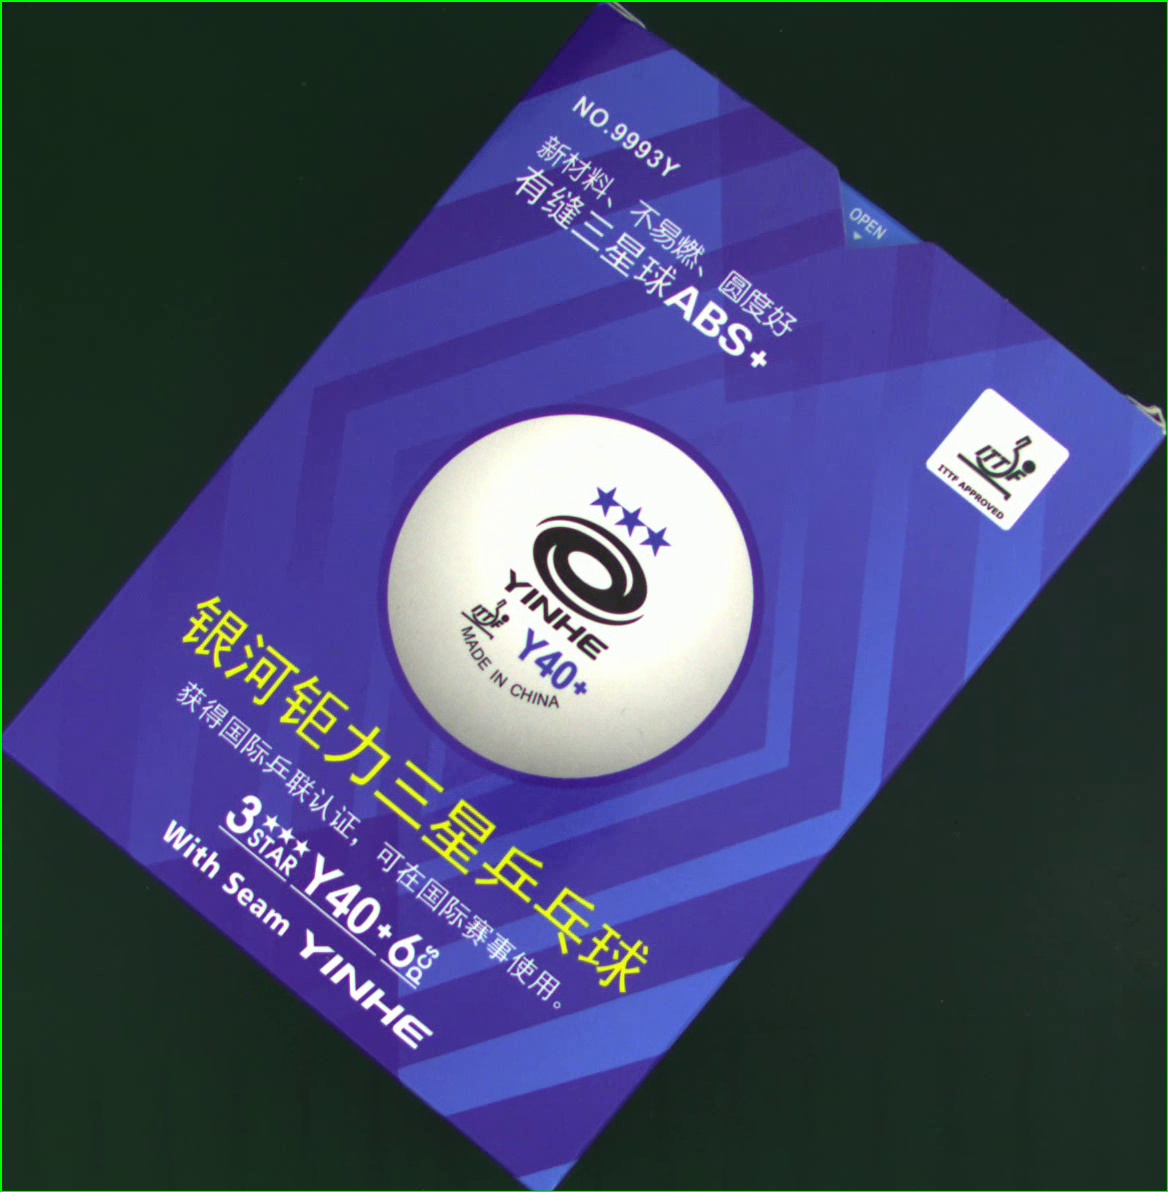 NO.9993Y
新材料、不易燃、圆度好
有缝三星球ABS+
OPEN
ITTF
ITTF APPROVED
YINHE
ITTF
Y40+
MADE IN CHINA
银河钜力三星乒乓球
获得国际乒联认证，可在国际赛事使用。
3 STAR Y40+ 6 PCS
With Seam YINHE